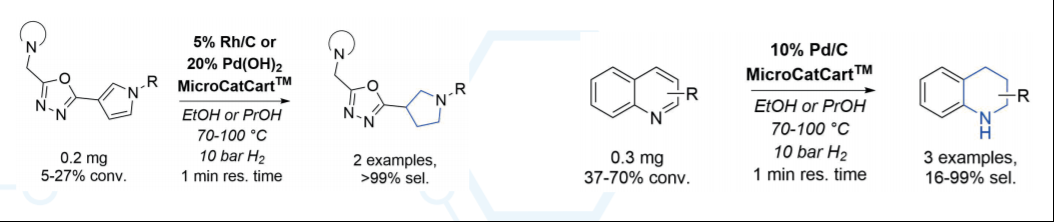 5% Rh/C or
20% Pd(OH)2
MicroCatCart™
EtOH or PrOH
70-100 °C
10 bar H2
1 min res. time
N
O
N N
N R
0.2 mg
5-27% conv.
N
O
N N
N R
2 examples,
>99% sel.
10% Pd/C
MicroCatCart™
EtOH or PrOH
70-100 °C
10 bar H2
1 min res. time
R
N
0.3 mg
37-70% conv.
R
N
H
3 examples,
16-99% sel.